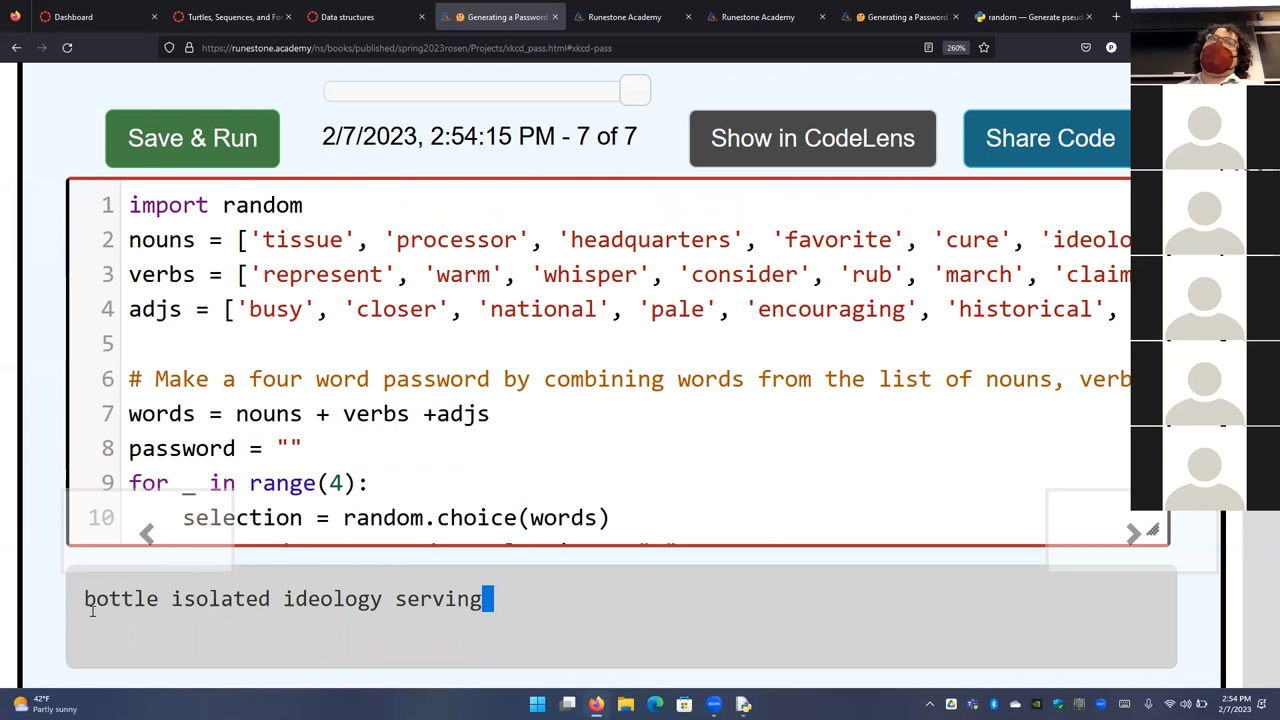 Dashboard
Turtles, Sequences, and For
Data structures
Generating a Password
Runestone Academy
Runestone Academy
Generating a Password
random — Generate pseud
https://runestone.academy/ns/books/published/spring2023rosen/Projects/xkcd_pass.html#xkcd-pass
260%
Save & Run
2/7/2023, 2:54:15 PM - 7 of 7
Show in CodeLens
Share Code
1 import random
2 nouns = ['tissue', 'processor', 'headquarters', 'favorite', 'cure', 'ideolo
3 verbs = ['represent', 'warm', 'whisper', 'consider', 'rub', 'march', 'claim
4 adjs = ['busy', 'closer', 'national', 'pale', 'encouraging', 'historical',
5
6 # Make a four word password by combining words from the list of nouns, verb
7 words = nouns + verbs +adjs
8 password = ""
9 for _ in range(4):
10 selection = random.choice(words)
bottle isolated ideology serving
42°F
Partly sunny
2:54 PM
2/7/2023